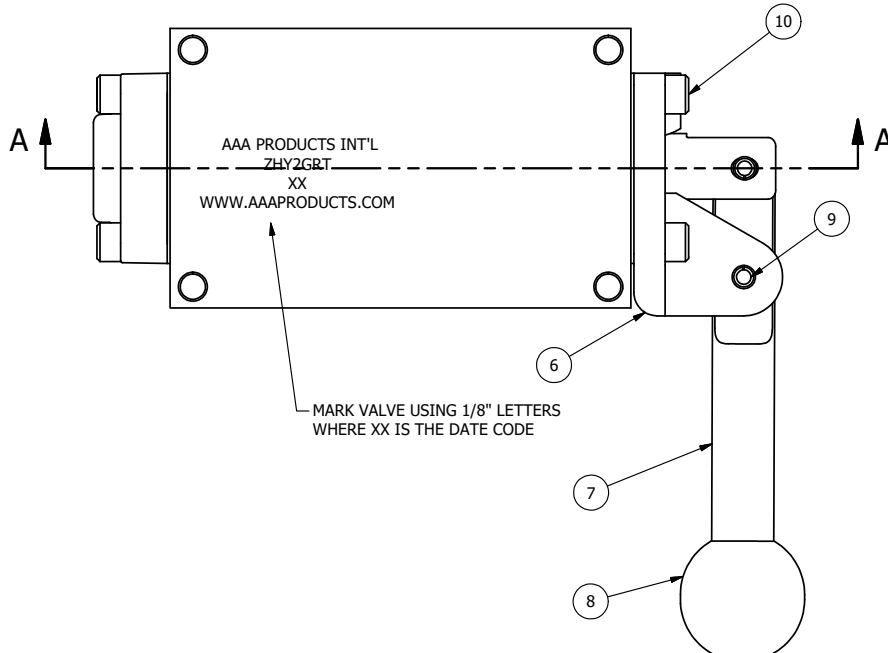 10
A A
AAA PRODUCTS INT'L
ZHY2GRT
XX
WWW.AAAPRODUCTS.COM
9
6
MARK VALVE USING 1/8" LETTERS
WHERE XX IS THE DATE CODE
7
8